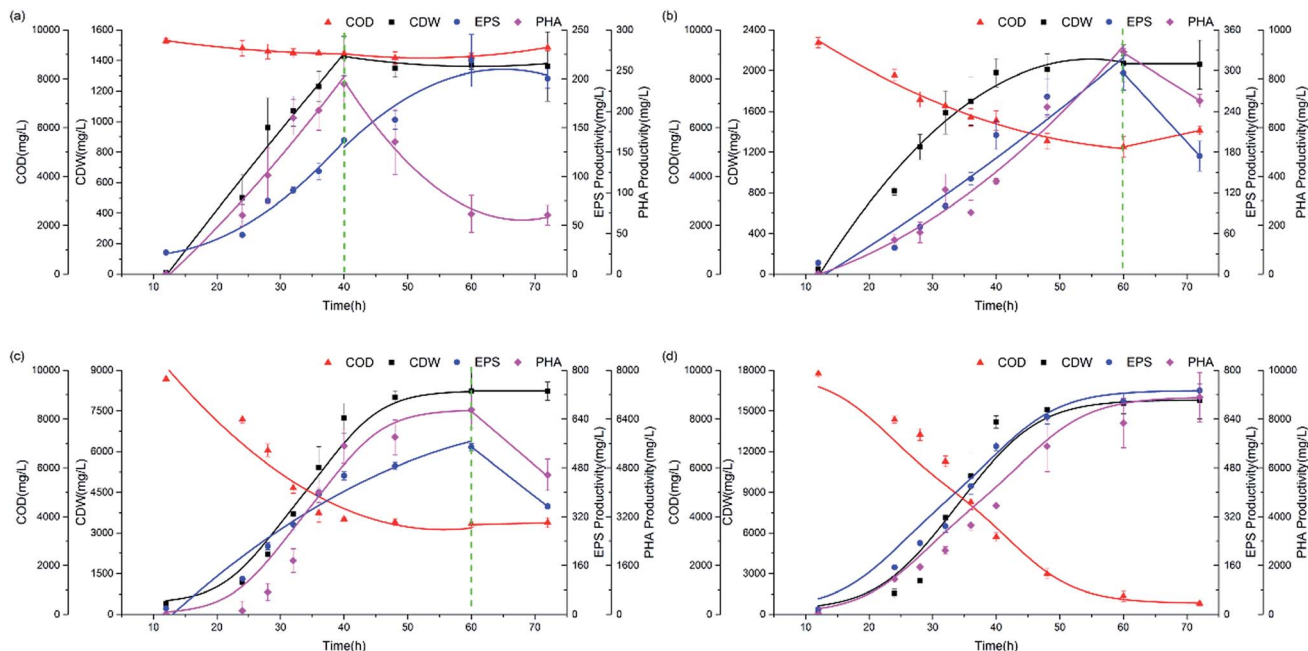 (a)
COD CDW EPS PHA
10000 1600 250 300
1400
8000 1200 200 250
6000 1000 150 200
800 150
4000 600 100 100
2000 400 50 50
200
0 0 0 0
10 20 30 40 50 60 70
Time(h)
COD(mg/L)
CDW(mg/L)
EPS Productivity(mg/L)
PHA Productivity(mg/L)
(b)
COD CDW EPS PHA
10000 2400 360 1000
8000 2000 300 800
6000 1600 240 600
1200 180
4000 800 120 400
2000 400 60 200
0 0 0 0
10 20 30 40 50 60 70
Time(h)
COD(mg/L)
CDW(mg/L)
EPS Productivity(mg/L)
PHA Productivity(mg/L)
(c)
COD CDW EPS PHA
10000 9000 800 8000
8000 7500 640 6400
6000 6000 480 4800
4500
4000 3000 320 3200
2000 1500 160 1600
0 0 0 0
10 20 30 40 50 60 70
Time(h)
COD(mg/L)
CDW(mg/L)
EPS Productivity(mg/L)
PHA Productivity(mg/L)
(d)
COD CDW EPS PHA
10000 18000 800 10000
8000 15000 640 8000
6000 12000 480 6000
9000
4000 6000 320 4000
2000 3000 160 2000
0 0 0 0
10 20 30 40 50 60 70
Time(h)
COD(mg/L)
CDW(mg/L)
EPS Productivity(mg/L)
PHA Productivity(mg/L)